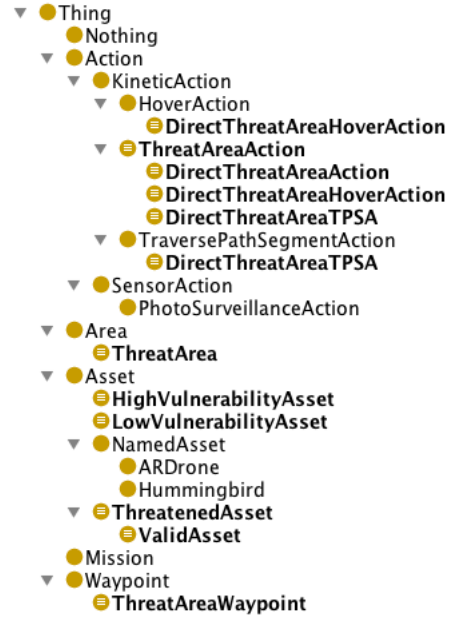 Thing
Nothing
Action
KineticAction
HoverAction
DirectThreatAreaHoverAction
ThreatAreaAction
DirectThreatAreaAction
DirectThreatAreaHoverAction
DirectThreatAreaTPSA
TraversePathSegmentAction
DirectThreatAreaTPSA
SensorAction
PhotoSurveillanceAction
Area
ThreatArea
Asset
HighVulnerabilityAsset
LowVulnerabilityAsset
NamedAsset
ARDrone
Hummingbird
ThreatenedAsset
ValidAsset
Mission
Waypoint
ThreatAreaWaypoint